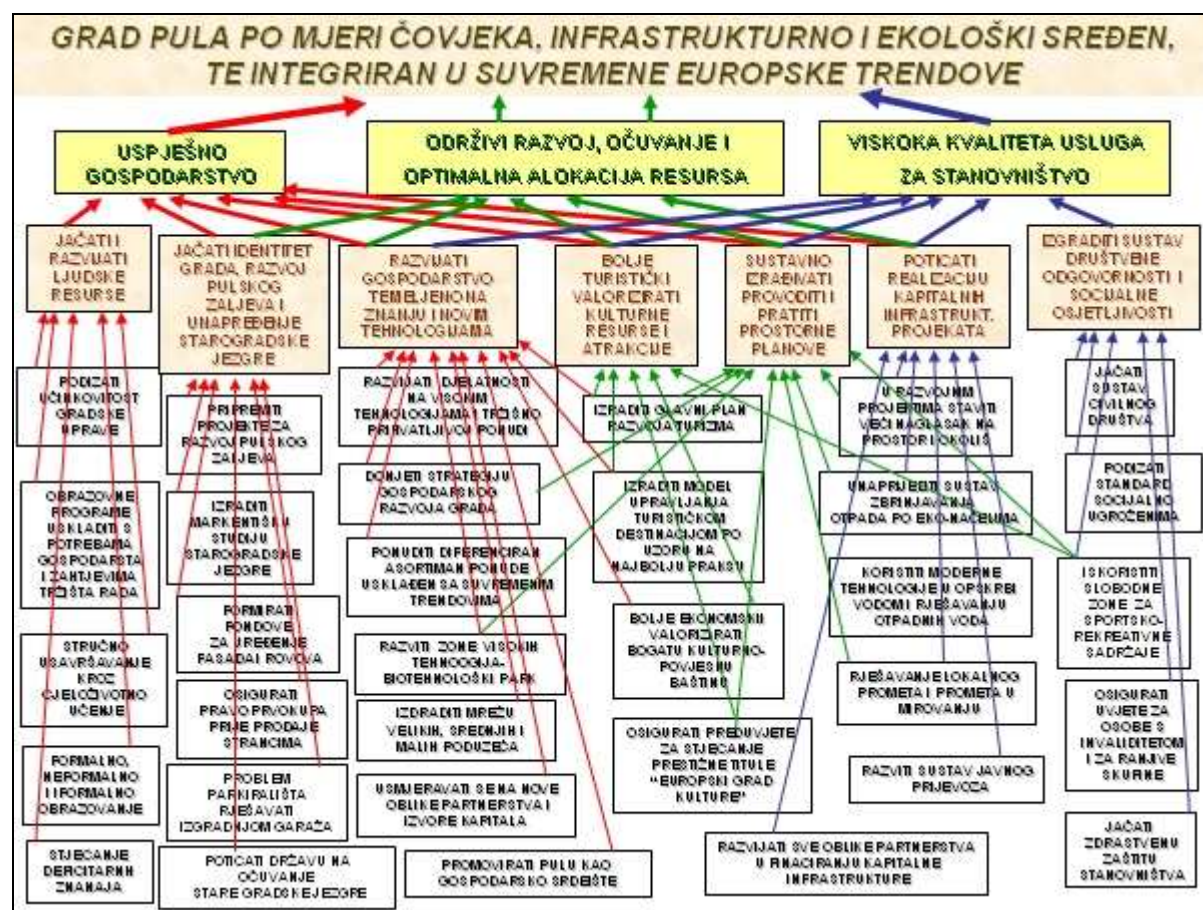 GRAD PULA PO MJERI ČOVJEKA, INFRASTRUKTURNO I EKOLOŠKI SREĐEN,
TE INTEGRIRAN U SUVREMENE EUROPSKE TRENDOVE
USPJEŠNO
GOSPODARSTVO
ODRŽIVI RAZVOJ, OČUVANJE I
OPTIMALNA ALOKACIJA RESURSA
VISKOKA KVALITETA USLUGA
ZA STANOVNIŠTVO
JAČATI I
RAZVIJATI
LJUDSKE
RESURSE
JAČATI IDENTITET
GRADA, RAZVOJ
PULSKOG
ZALJEVA I
UNAPREĐENJE
STAROGRADSKE
JEZGRE
RAZVIJATI
GOSPODARSTVO
TEMELJENO NA
ZNANJU I NOVIM
TEHNOLOGIJAMA
BOLJE
TURISTIČKI
VALORIZIRATI
KULTURNE
RESURSE I
ATRAKCIJE
SUSTAVNO
IZRAĐIVATI
PROVODITI I
PRATITI
PROSTORNE
PLANOVE
POTICATI
REALIZACIJU
KAPITALNIH
INFRASTRUKT.
PROJEKATA
IZGRADITI SUSTAV
DRUŠTVENE
ODGOVORNOSTI I
SOCIJALNE
OSJETLJIVOSTI
PODIZATI
UČINKOVITOST
GRADSKE
UPRAVE
OBRAZOVNE
PROGRAME
USKLADITI S
POTREBAMA
GOSPODARSTA
I ZAHTJEVIMA
TRŽIŠTA RADA
STRUČNO
USAVRŠAVANJE
KROZ
CJELOŽIVOTNO
UČENJE
FORMALNO,
NEFORMALNO
I IFORMALNO
OBRAZOVANJE
STJECANJE
DEFICITARNIH
ZNANAJA
PRIPREMITI
PROJEKTE ZA
RAZVOJ PULSKOG
ZALJEVA
IZRADITI
MARKENTIŠKU
STUDIJU
STAROGRADSKE
JEZGRE
FORMIRATI
FONDOVE
ZA UREĐENJE
FASADA I KROVOVA
OSIGURATI
PRAVO PRVOKUPA
PRIJE PRODAJE
STRANCIMA
PROBLEM
PARKIRALIŠTA
RJEŠAVATI
IZGRADNJOM GARAŽA
POTICATI DRŽAVU NA
OČUVANJE
STARE GRADSKE JEZGRE
RAZVIJATI DJELATNOSTI
NA VISOKIM
TEHNOLOGIJAMA I TRŽIŠNO
PRIHVATLJIVOJ PONUDI
DONJETI STRATEGIJU
GOSPODARSKOG
RAZVOJA GRADA
PONUDITI DIFERENCIRAN
ASORTIMAN PONUDE
USKLAĐEN SA SUVREMENIM
TRENDOVIMA
RAZVITI ZONE VISOKIH
TEHNOOGIJA-
BIOTEHNOLOŠKI PARK
IZDRADITI MREŽU
VELIKIH, SREDNJIH I
MALIH PODUZEĆA
USMJERAVATI SE NA NOVE
OBLIKE PARTNERSTVA I
IZVORE KAPITALA
PROMOVIRATI PULU KAO
GOSPODARSKO SRDEIŠTE
IZRADITI GLAVNI PLAN
RAZVOJA TURIZMA
IZRADITI MODEL
UPRAVLJANJA
TURISTIČKOM
DESTINACIJOM PO
UZORU NA
NAJBOLJU PRAKSU
BOLJE EKONOMSKI
VALORIZIRATI
BOGATU KULTURNO-
POVJESNU
BAŠTINU
OSIGURATI PREDUVJETE
ZA STJECANJE
PRESTIŽNE TITULE
"EUROPSKI GRAD
KULTURE"
U RAZVOJNIM
PROJEKTIMA STAVITI
VEĆI NAGLASAK NA
PROSTOR I OKOLIŠ
UNAPRIJEDITI SUSTAV
ZBRINJAVANJA
OTPADA PO EKO-NAČELIMA
KORISTITI MODERNE
TEHNOLOGIJE U OPSKRBI
VODOM I RJEŠAVANJU
OTPADNIH VODA
RJEŠAVANJE LOKALNOG
PROMETA I PROMETA U
MIROVANJU
RAZVITI SUSTAV JAVNOG
PRIJEVOZA
RAZVIJATI SVE OBLIKE PARTNERSTVA
U FINACIRANJU KAPITALNE
INFRASTRUKTURE
JAČATI
SUSTAV
CIVILNOG
DRUŠTVA
PODIZATI
STANDARD
SOCIJALNO
UGROŽENIMA
ISKORISTITI
SLOBODNE
ZONE ZA
SPORTSKO-
REKREATIVNE
SADRŽAJE
OSIGURATI
UVJETE ZA
OSOBE S
INVALIDITETOM
I ZA RANJIVE
SKUPINE
JAČATI
ZDRASTVENU
ZAŠTITU
STANOVNIŠTVA